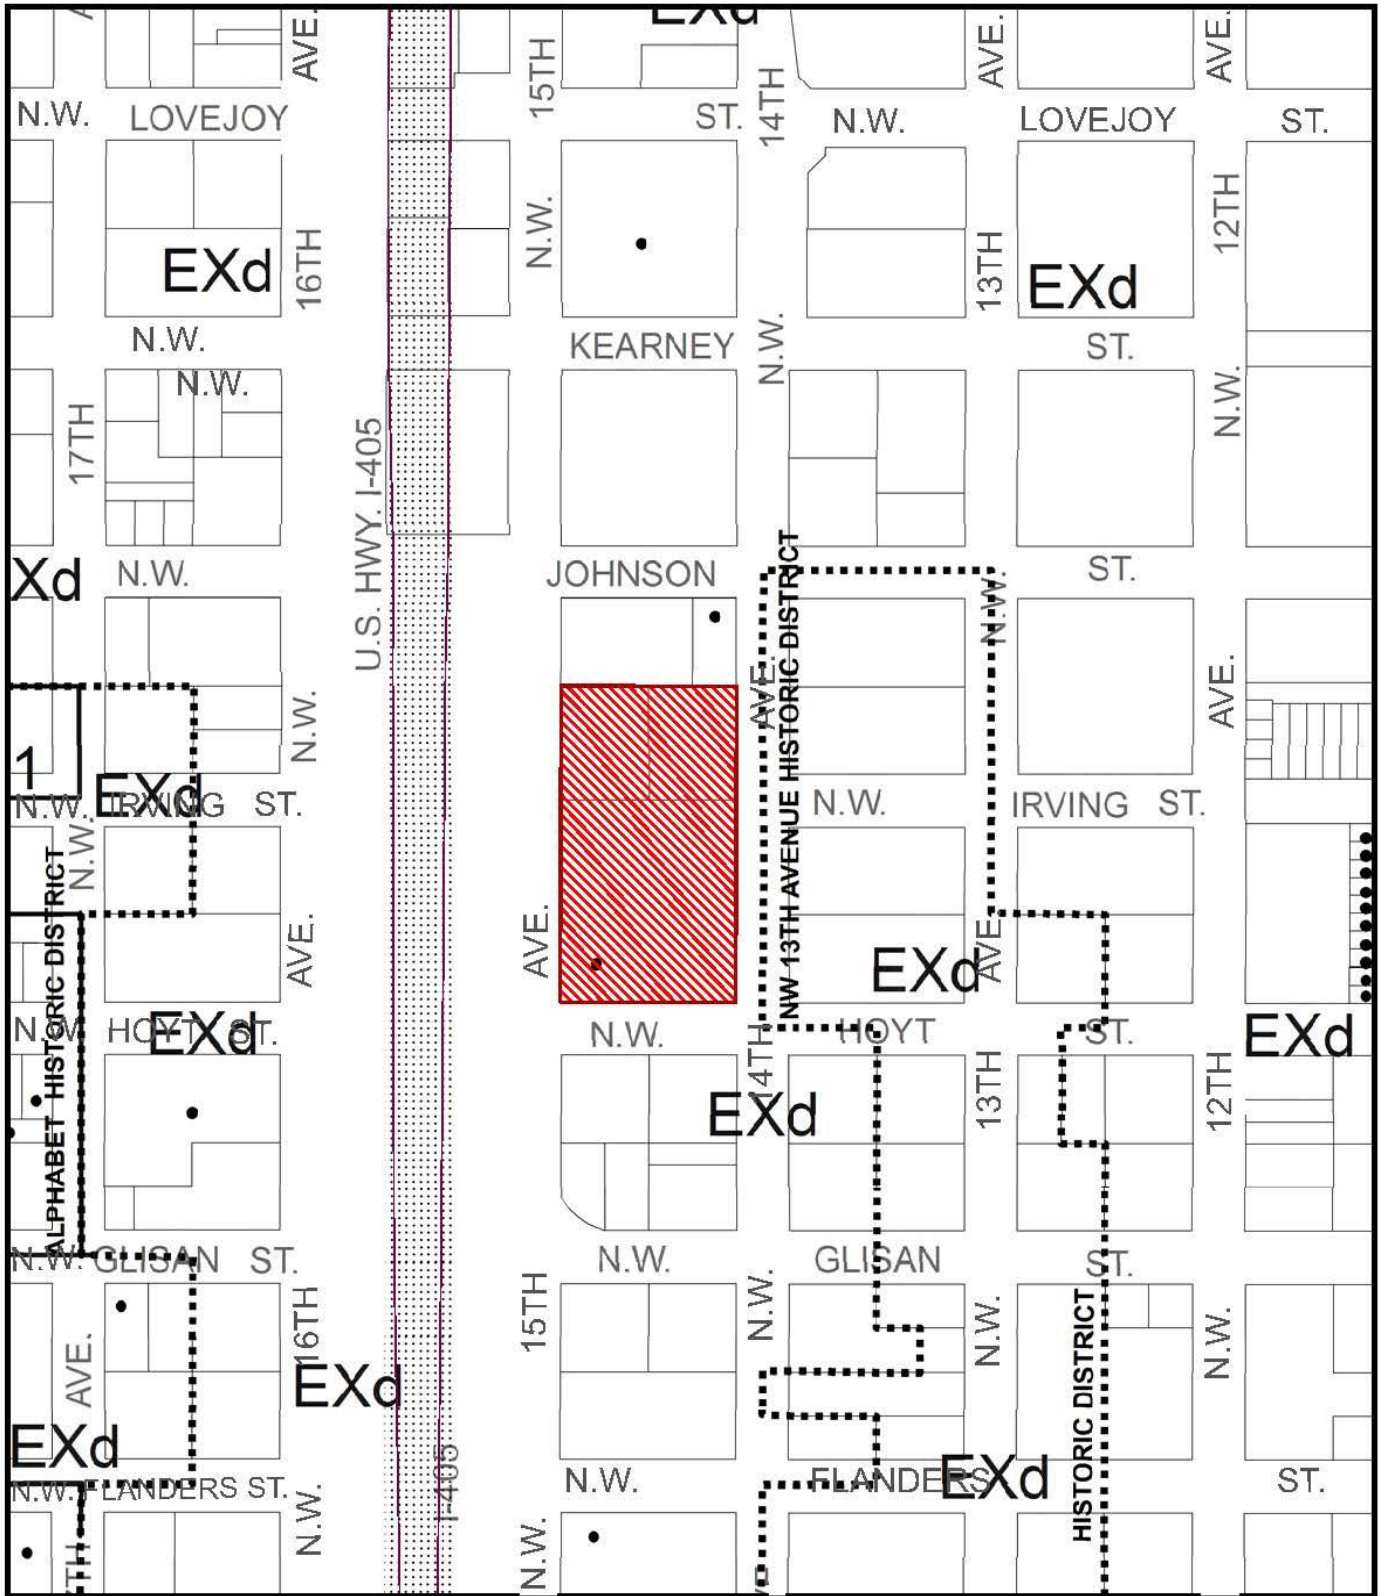 EXd
AVE.
15TH
14TH
AVE.
AVE.
N.W. LOVEJOY ST. N.W. LOVEJOY ST.
16TH
N.W.
13TH
12TH
EXd
EXd
N.W. KEARNEY ST.
N.W.
N.W.
N.W.
17TH
U.S. HWY. I-405
Xd
N.W. JOHNSON ST.
N.W.
N.W.
AVE.
NW 13TH AVENUE HISTORIC DISTRICT
AVE.
1
EXd
N.W. IRVING ST. N.W. IRVING ST.
N.W.
ALPHABET HISTORIC DISTRICT
AVE.
AVE.
EXd
AVE.
N.W. HOYT ST. N.W. HOYT ST.
EXd
EXd
14TH
13TH
12TH
EXd
N.W. GLISAN ST. N.W. GLISAN ST.
16TH
15TH
N.W.
N.W.
N.W.
AVE.
EXd
HISTORIC DISTRICT
EXd
I-405
EXd
N.W. FLANDERS ST. N.W. FLANDERS ST.
N.W.
N.W.